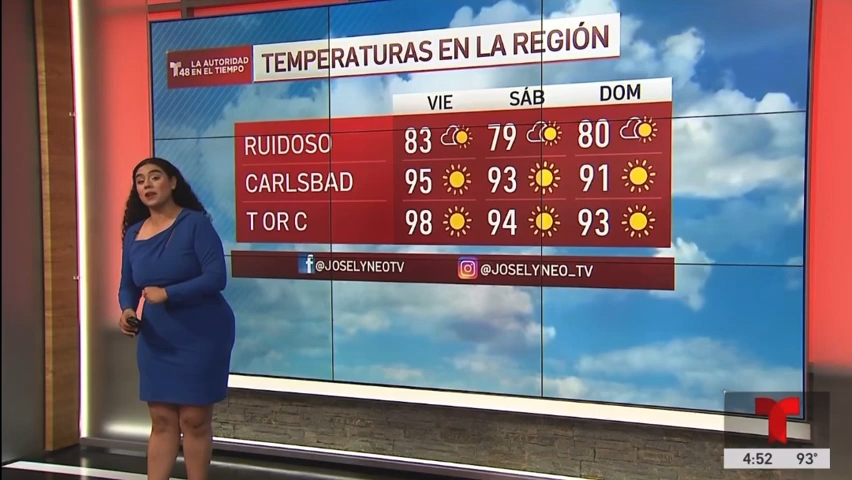 LA AUTORIDAD
48 EN EL TIEMPO
TEMPERATURAS EN LA REGIÓN
VIE SÁB DOM
RUIDOSO 83 79 80
CARLSBAD 95 93 91
T OR C 98 94 93
f @JOSELYNEOTV @JOSELYNEO_TV
4:52 93°